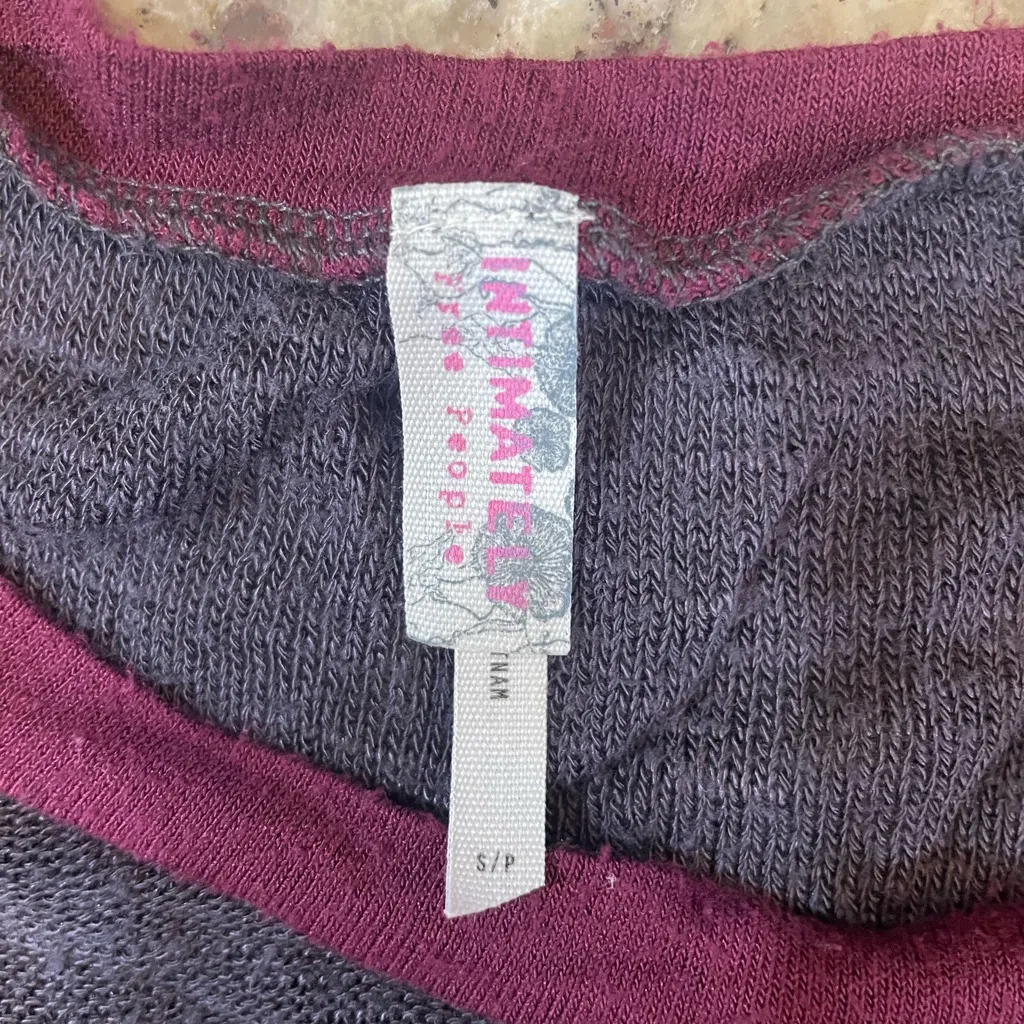 INTIMATELY
Free People
TNAM
S/P